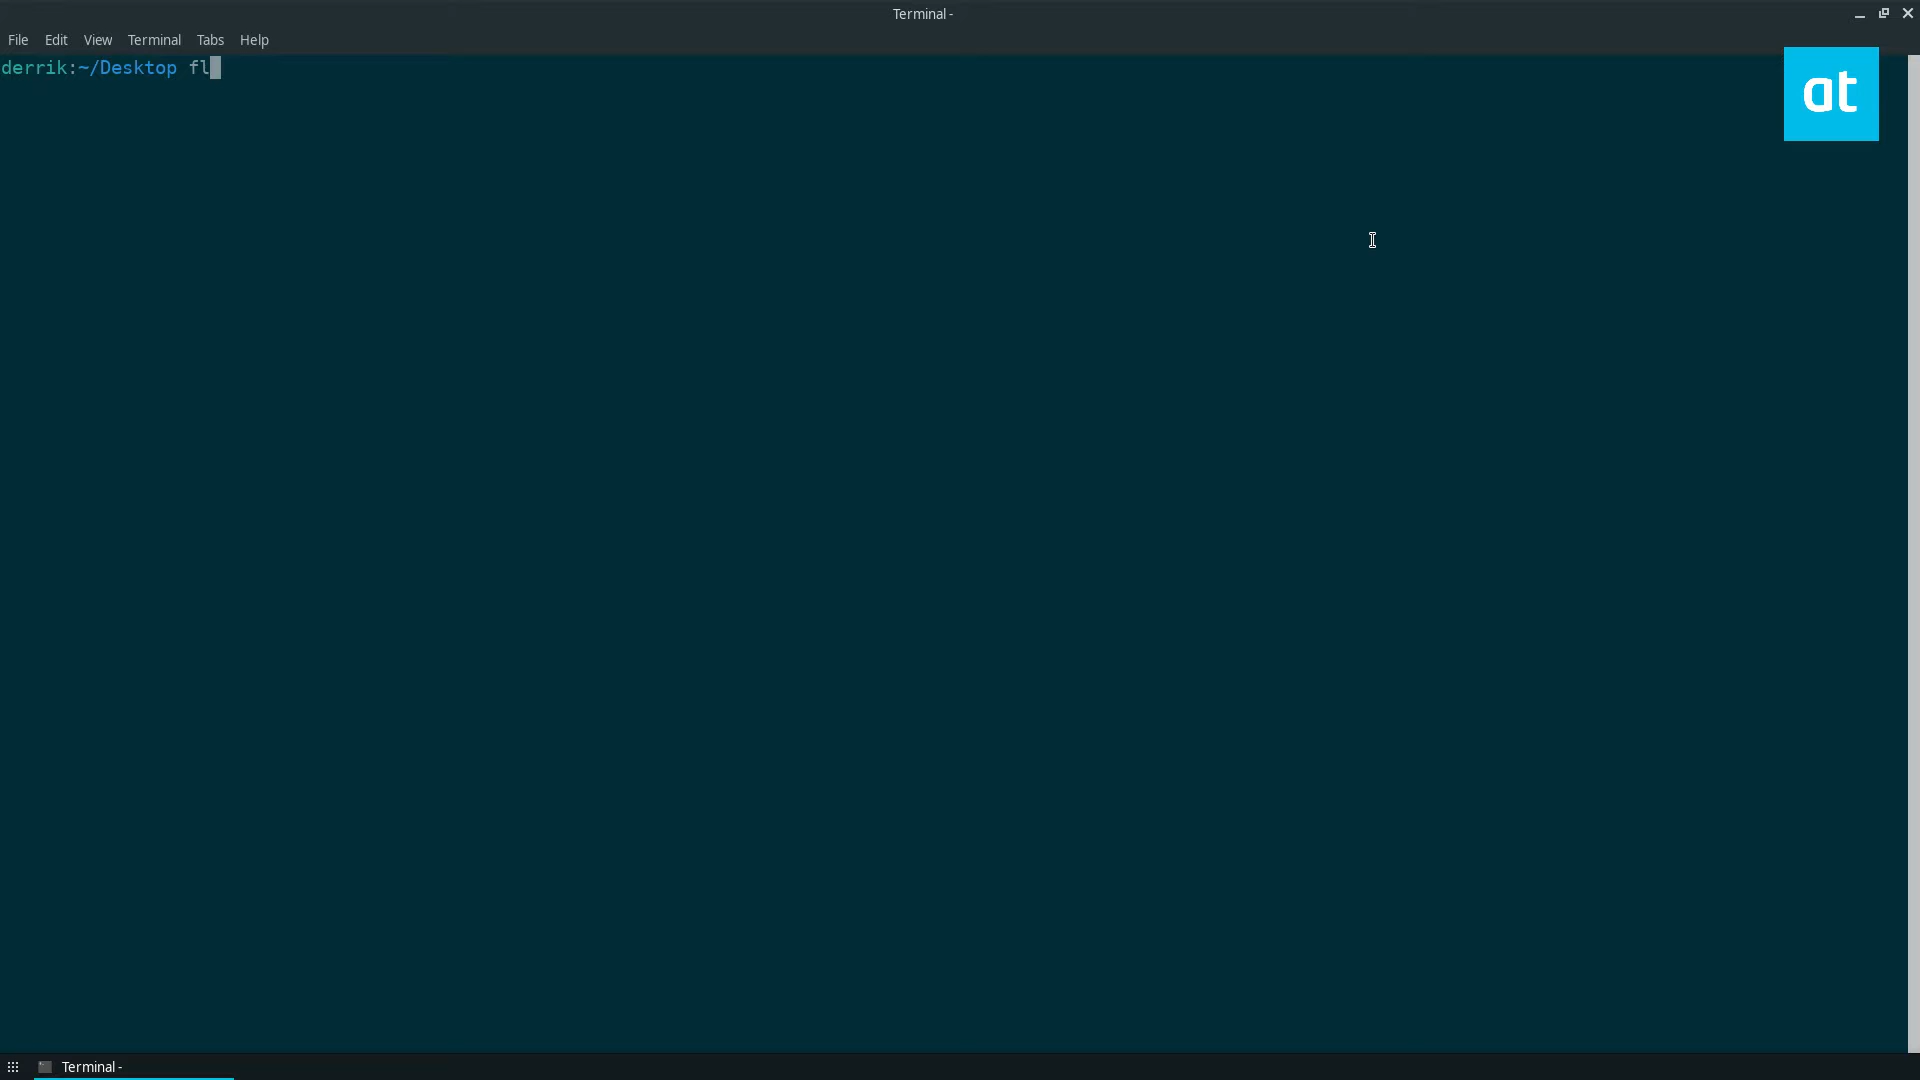 Terminal -
File Edit View Terminal Tabs Help
derrik:~/Desktop fl
at
Terminal -